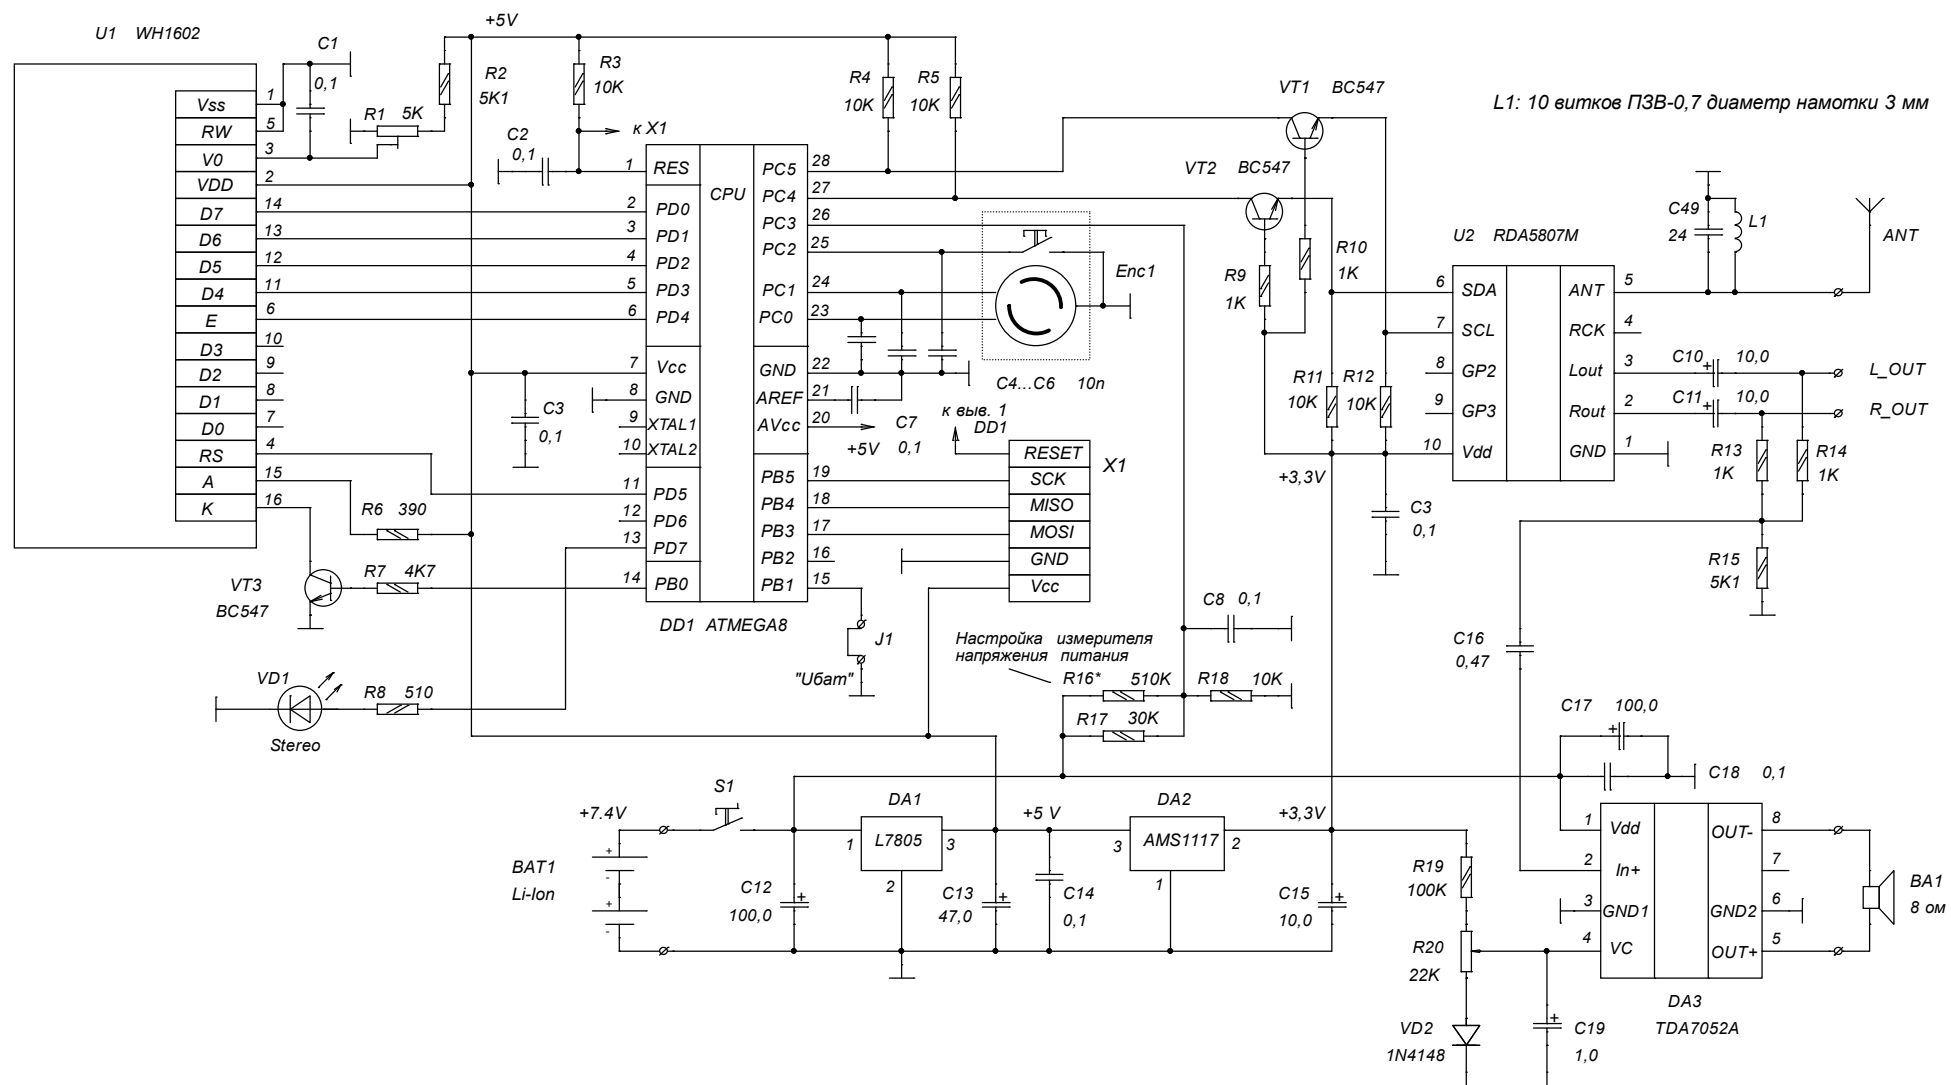 U1 WH1602
Vss 1
RW 5
V0 3
VDD 2
D7 14
D6 13
D5 12
D4 11
E 6
D3 10
D2 9
D1 8
D0 7
RS 4
A 15
K 16
C1
0,1
R1 5K
+5V
R2
5K1
R3
10K
C2
0,1
к X1
R4
10K
R5
10K
1 RES
2 PD0
3 PD1
4 PD2
5 PD3
6 PD4
7 Vcc
8 GND
9 XTAL1
10 XTAL2
11 PD5
12 PD6
13 PD7
14 PB0
CPU
PC5 28
PC4 27
PC3 26
PC2 25
PC1 24
PC0 23
GND 22
AREF 21
AVcc 20
PB5 19
PB4 18
PB3 17
PB2 16
PB1 15
DD1 ATMEGA8
C3
0,1
R6 390
R7 4K7
VT3
BC547
VD1
Stereo
R8 510
J1
"Uбат"
Enc1
C4...C6 10n
C7
0,1
+5V
к выв. 1
DD1
RESET
SCK
MISO
MOSI
GND
Vcc
X1
VT1 BC547
VT2 BC547
R9
1K
R10
1K
R11
10K
R12
10K
+3,3V
C3
0,1
L1: 10 витков ПЗВ-0,7 диаметр намотки 3 мм
U2 RDA5807M
6 SDA
7 SCL
8 GP2
9 GP3
10 Vdd
ANT 5
RCK 4
Lout 3
Rout 2
GND 1
C49
24
L1
ANT
C10 + 10,0
C11 + 10,0
L_OUT
R_OUT
R13
1K
R14
1K
R15
5K1
C16
0,47
C8 0,1
Настройка измерителя
напряжения питания
R16* 510K
R17 30K
R18 10K
C17 100,0
+
C18 0,1
S1
+7.4V
BAT1
Li-Ion
+
-
+
-
C12 +
100,0
DA1
1 L7805 3
2
C13 +
47,0
+5 V
C14
0,1
DA2
3 AMS1117 2
1
+3,3V
C15 +
10,0
R19
100K
R20
22K
VD2
1N4148
C19 +
1,0
1 Vdd
2 In+
3 GND1
4 VC
OUT- 8
7
GND2 6
OUT+ 5
DA3
TDA7052A
BA1
8 ом